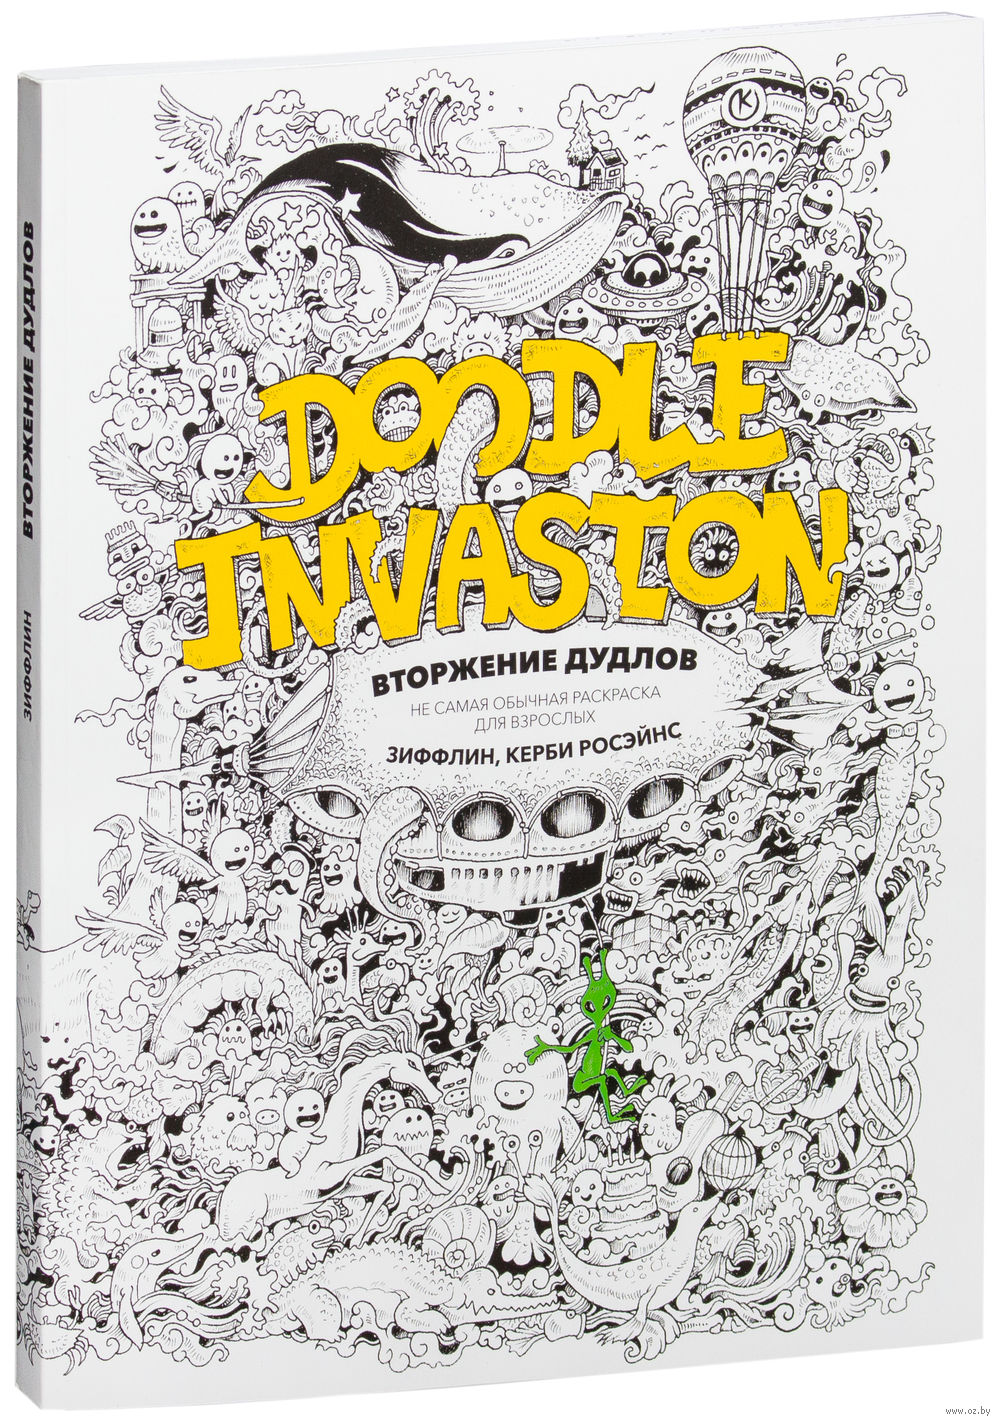 DOODLE
INVASION
ВТОРЖЕНИЕ ДУДЛОВ
НЕ САМАЯ ОБЫЧНАЯ РАСКРАСКА
ДЛЯ ВЗРОСЛЫХ
ЗИФФЛИН, КЕРБИ РОСЭЙНС
K
ЗИФФЛИН ВТОРЖЕНИЕ ДУДЛОВ
www.oz.by